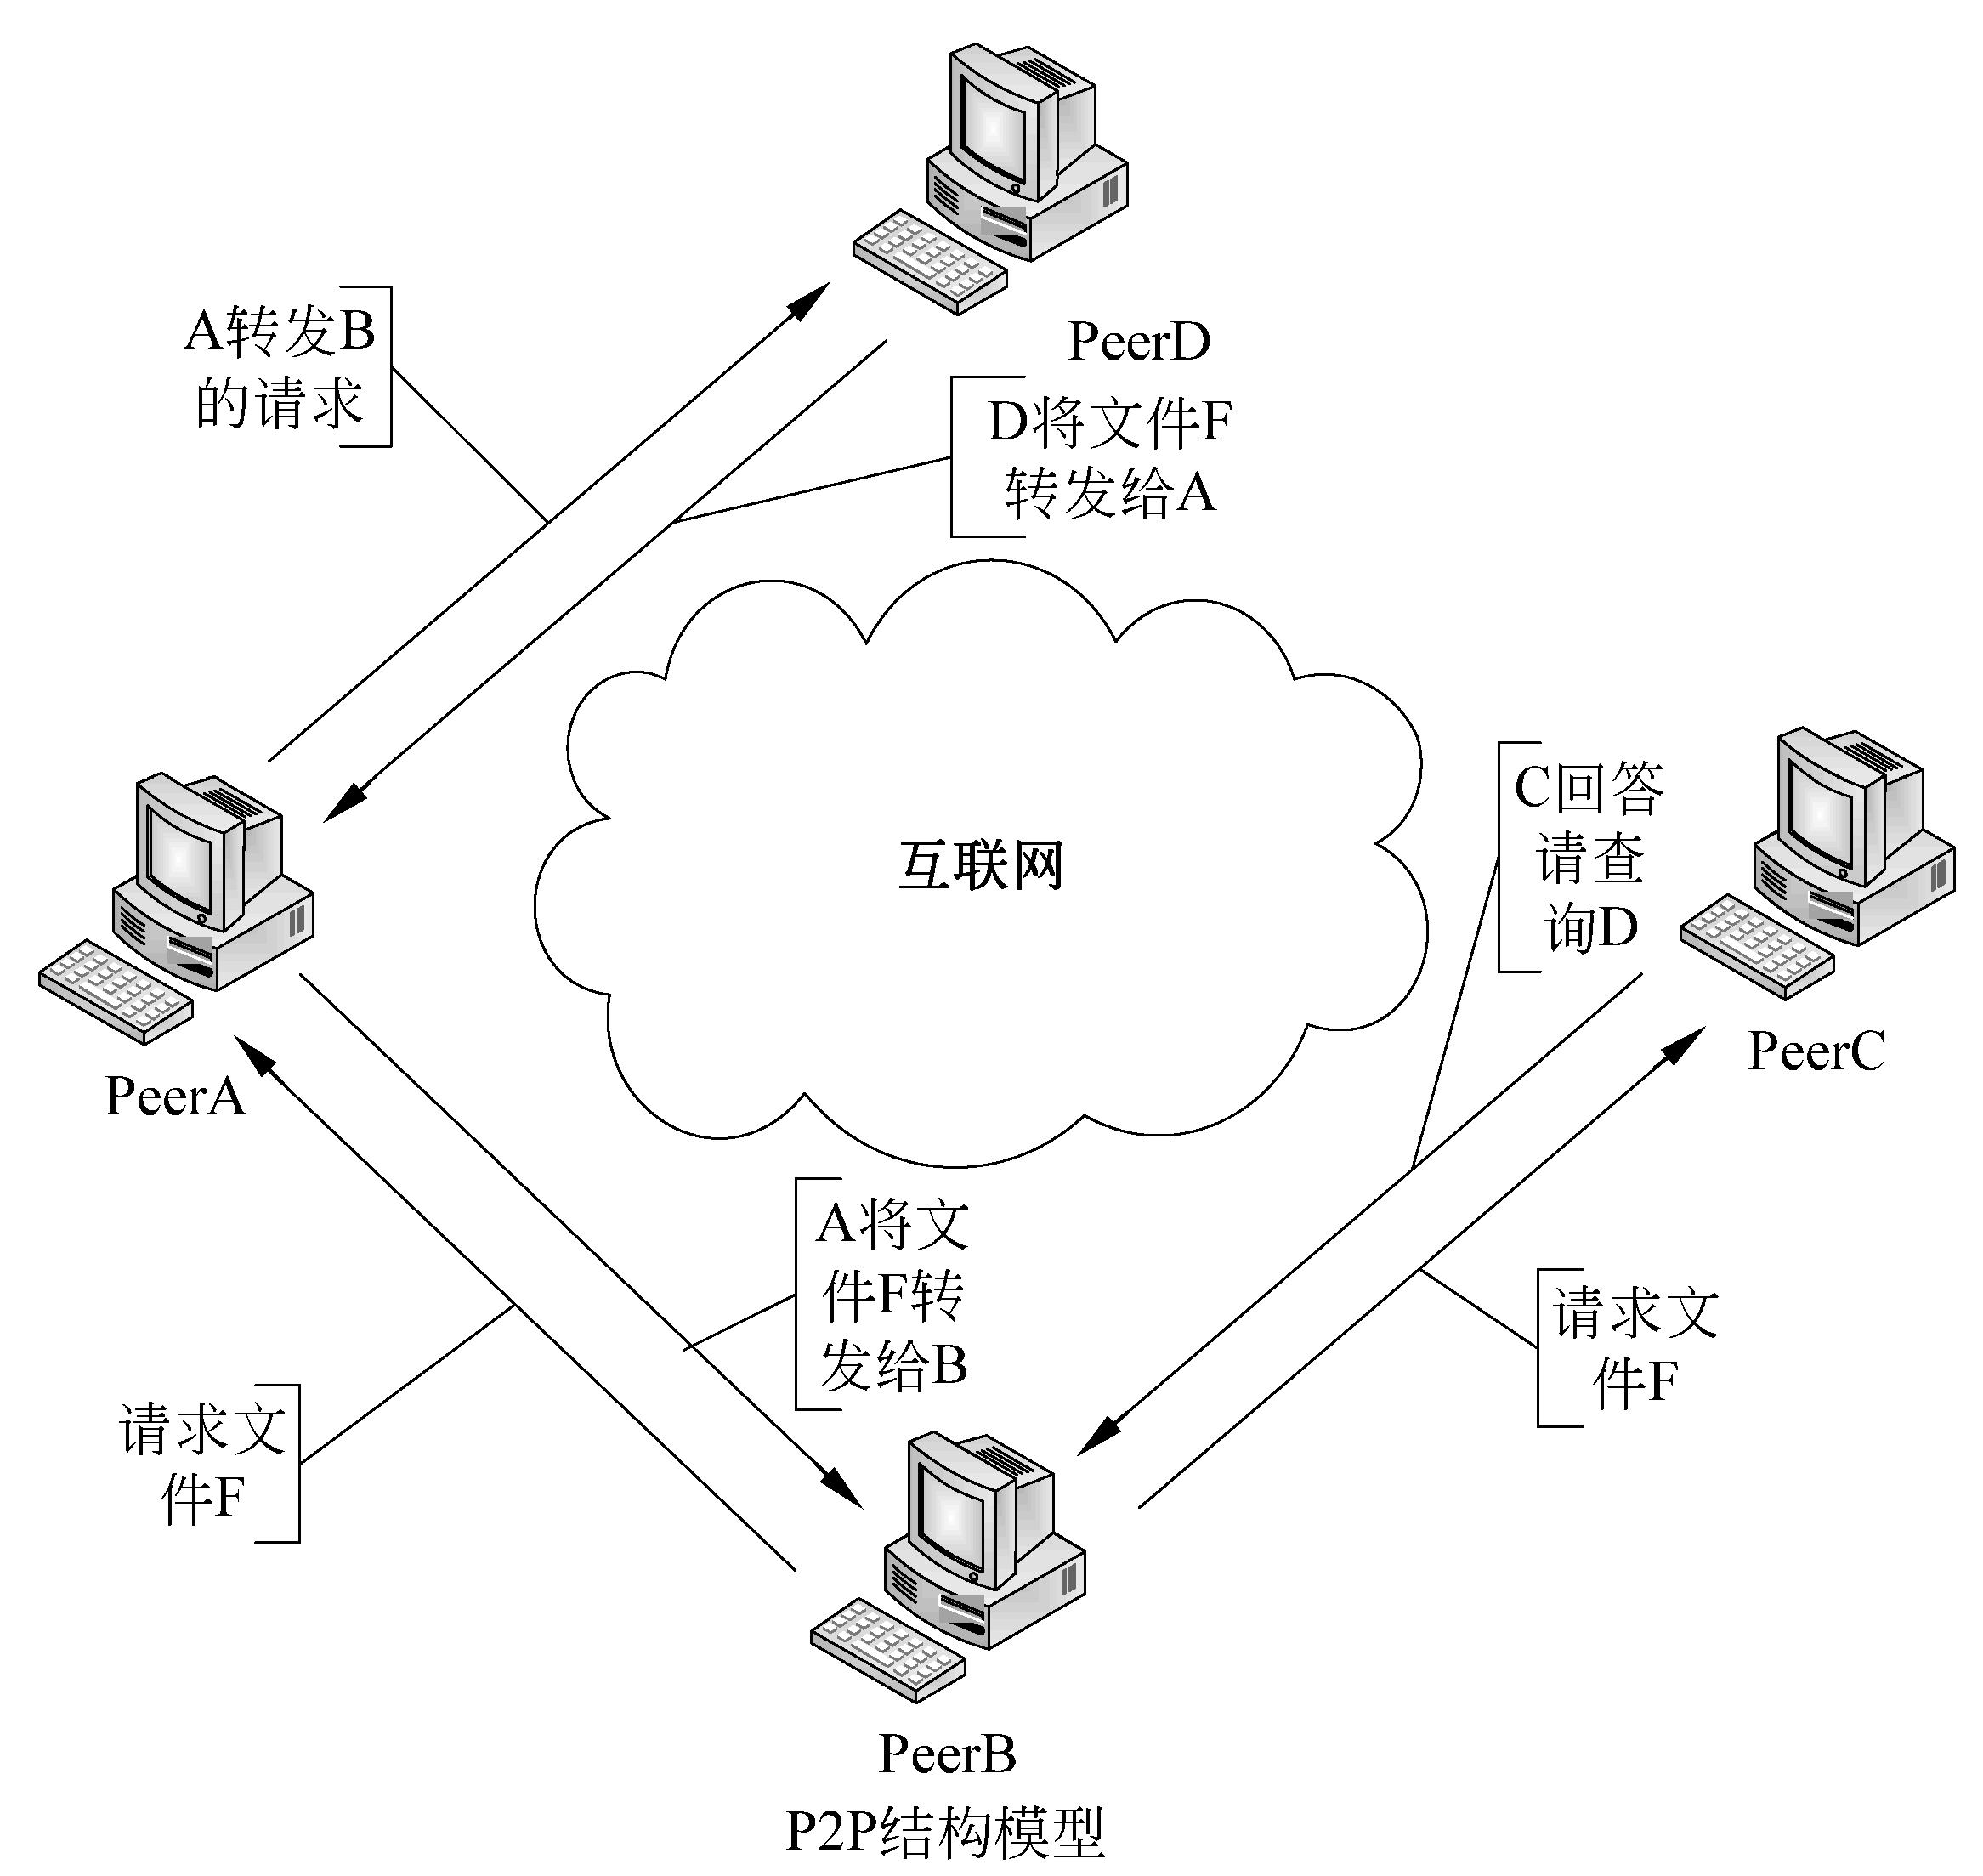 PeerD
A转发B
的请求
D将文件F
转发给A
互联网
C回答
请查
询D
PeerC
PeerA
A将文
件F转
发给B
请求文
件F
请求文
件F
PeerB
P2P结构模型